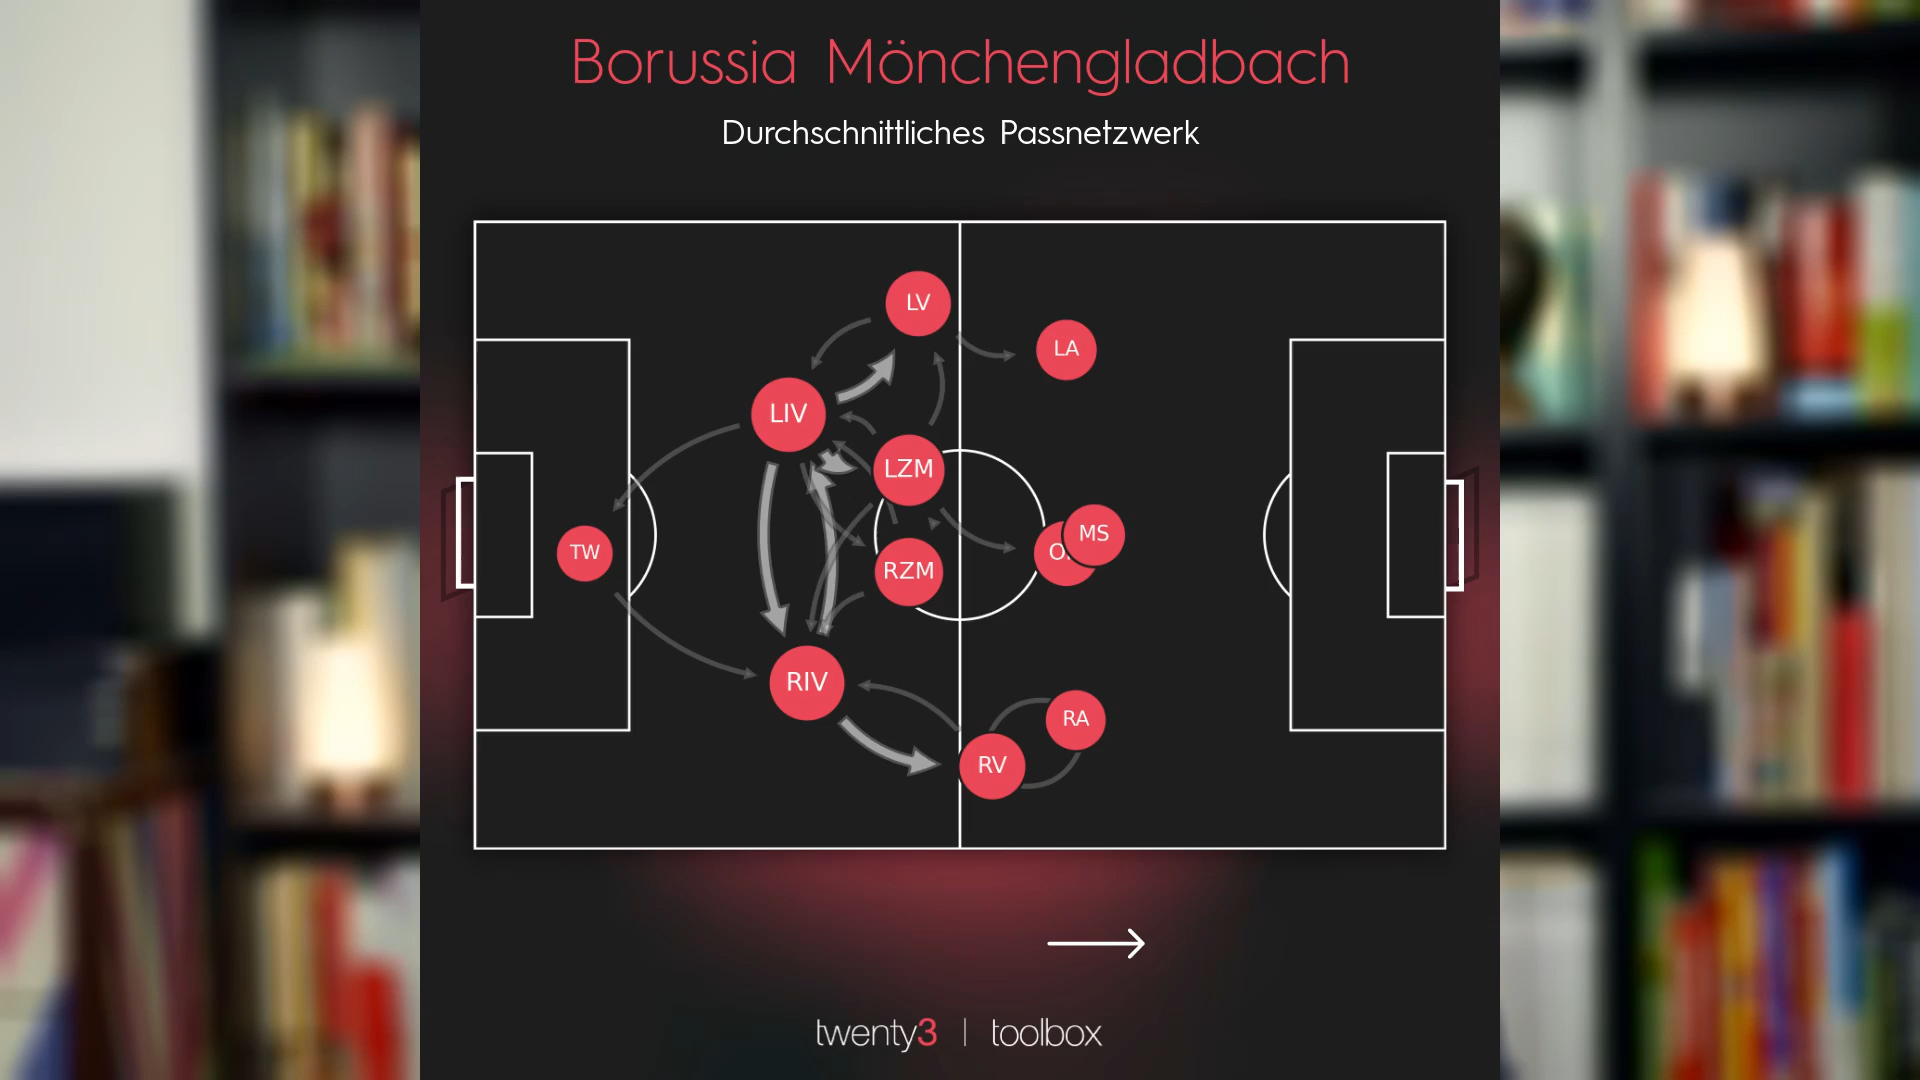 Borussia Mönchengladbach
Durchschnittliches Passnetzwerk
LV
LA
LIV
LZM
MS
TW
RZM
RIV
RA
RV
twenty3 | toolbox